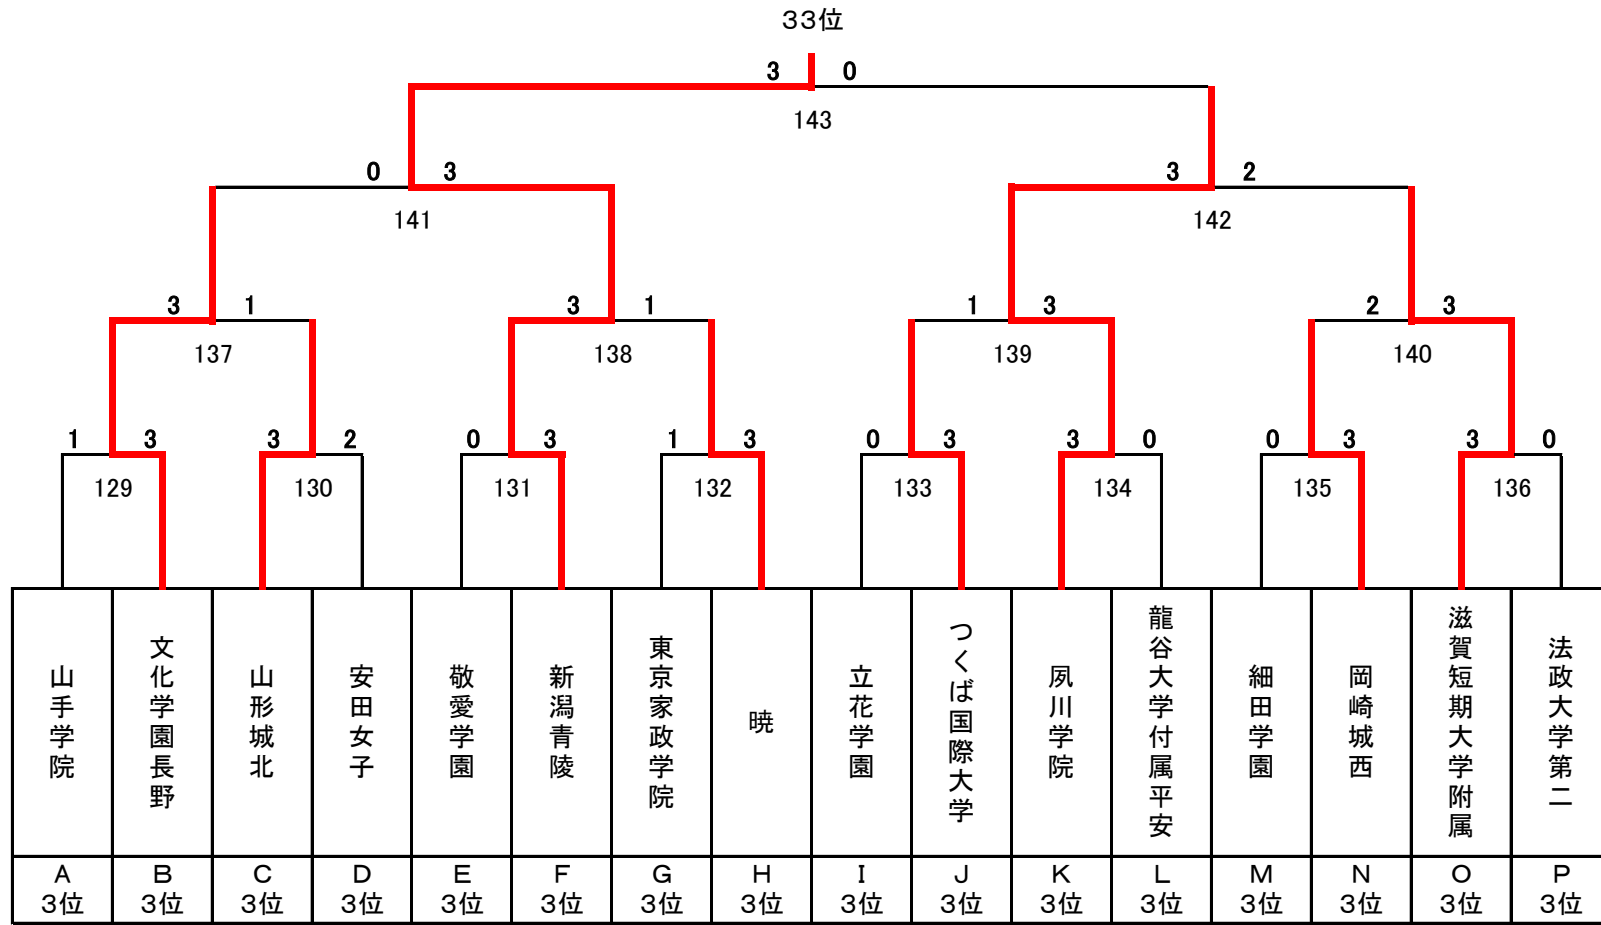 33位
3 0
143
0 3 3 2
141 142
3 1 3 1 1 3 2 3
137 138 139 140
1 3 3 2 0 3 1 3 0 3 3 0 0 3 3 0
129 130 131 132 133 134 135 136
山手学院
文化学園長野
山形城北
安田女子
敬愛学園
新潟青陵
東京家政学院
暁
立花学園
つくば国際大学
夙川学院
龍谷大学付属平安
細田学園
岡崎城西
滋賀短期大学附属
法政大学第二
A B C D E F G H I J K L M N O P
3位 3位 3位 3位 3位 3位 3位 3位 3位 3位 3位 3位 3位 3位 3位 3位